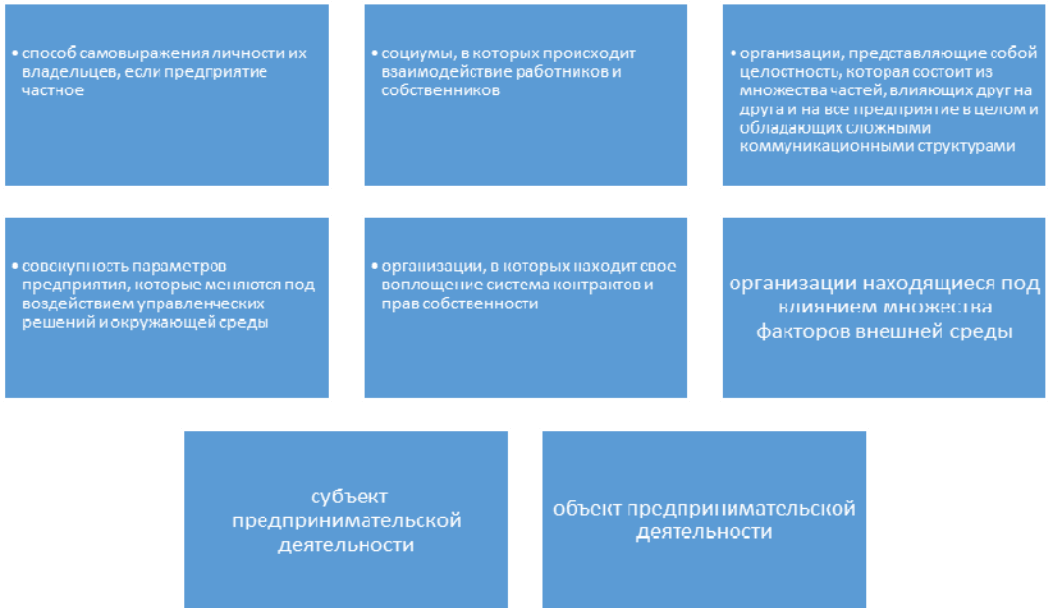 • способ самовыражения личности их
владельцев, если предприятие
частное
• социумы, в которых происходит
взаимодействие работников и
собственников
• организации, представляющие собой
целостность, которая состоит из
множества частей, влияющих друг на
друга и на все предприятие в целом и
обладающих сложными
коммуникационными структурами
• совокупность параметров
предприятия, которые меняются под
воздействием управленческих
решений и окружающей среды
• организации, в которых находит свое
воплощение система контрактов и
прав собственности
организации находящиеся под
влиянием множества
факторов внешней среды
субъект
предпринимательской
деятельности
объект предпринимательской
деятельности